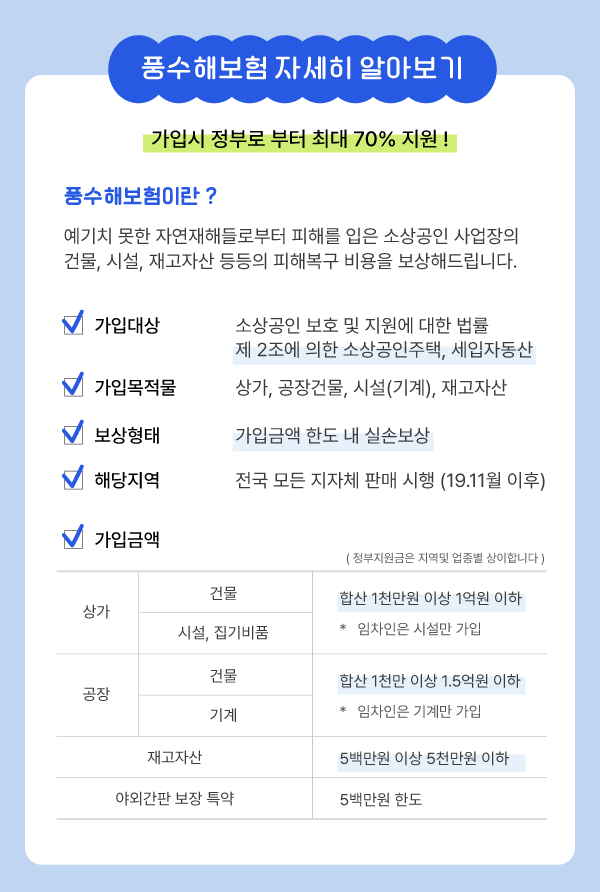 풍수해보험 자세히 알아보기
가입시 정부로 부터 최대 70% 지원 !
풍수해보험이란 ?
예기치 못한 자연재해들로부터 피해를 입은 소상공인 사업장의
건물, 시설, 재고자산 등등의 피해복구 비용을 보상해드립니다.
가입대상
소상공인 보호 및 지원에 대한 법률
제 2조에 의한 소상공인주택, 세입자동산
가입목적물
상가, 공장건물, 시설(기계), 재고자산
보상형태
가입금액 한도 내 실손보상
해당지역
전국 모든 지자체 판매 시행 (19.11월 이후)
가입금액
( 정부지원금은 지역및 업종별 상이합니다 )
상가
건물
시설, 집기비품
합산 1천만원 이상 1억원 이하
* 임차인은 시설만 가입
공장
건물
기계
합산 1천만 이상 1.5억원 이하
* 임차인은 기계만 가입
재고자산
5백만원 이상 5천만원 이하
야외간판 보장 특약
5백만원 한도